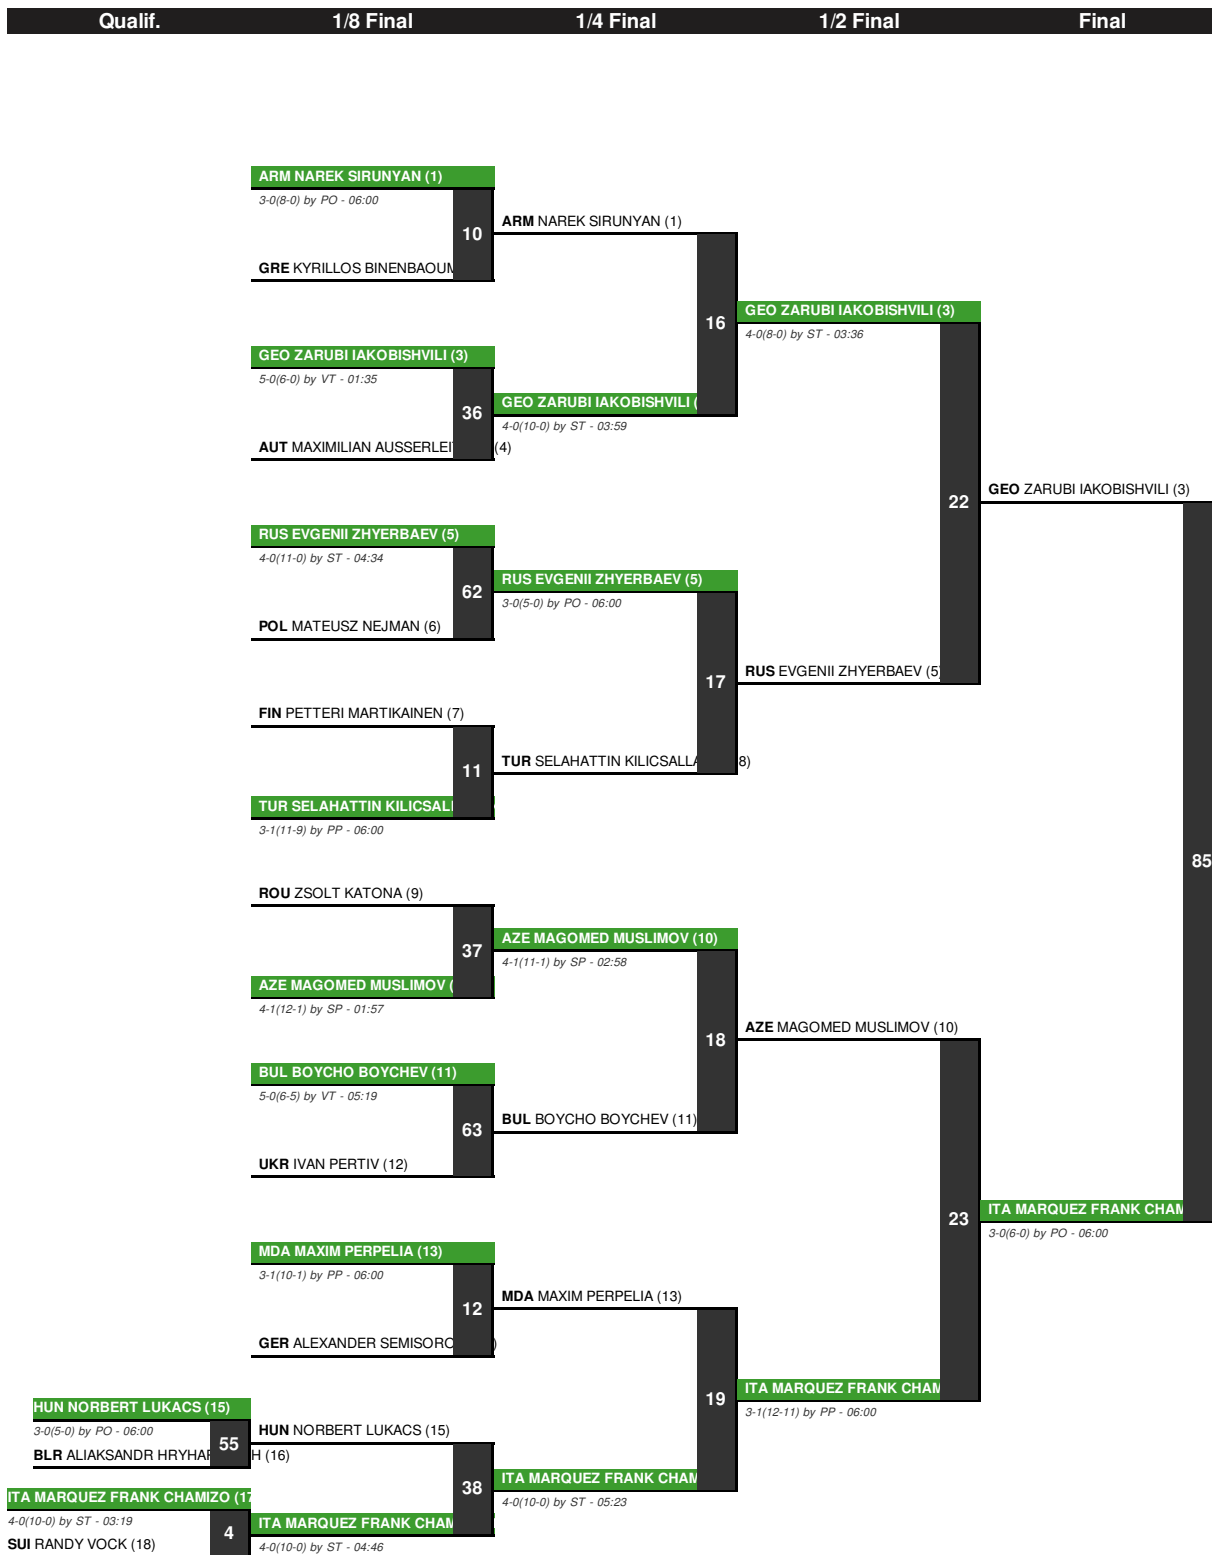 Qualif. 1/8 Final 1/4 Final 1/2 Final Final
ARM NAREK SIRUNYAN (1)
3-0(8-0) by PO - 06:00
ARM NAREK SIRUNYAN (1)
10
GRE KYRILLOS BINENBAOUM
GEO ZARUBI IAKOBISHVILI (3)
16
4-0(8-0) by ST - 03:36
GEO ZARUBI IAKOBISHVILI (3)
5-0(6-0) by VT - 01:35
GEO ZARUBI IAKOBISHVILI (
36
4-0(10-0) by ST - 03:59
AUT MAXIMILIAN AUSSERLEI (4)
GEO ZARUBI IAKOBISHVILI (3)
22
RUS EVGENII ZHYERBAEV (5)
4-0(11-0) by ST - 04:34
RUS EVGENII ZHYERBAEV (5)
62
3-0(5-0) by PO - 06:00
POL MATEUSZ NEJMAN (6)
RUS EVGENII ZHYERBAEV (5)
17
FIN PETTERI MARTIKAINEN (7)
TUR SELAHATTIN KILICSALLA 8)
11
TUR SELAHATTIN KILICSAL
3-1(11-9) by PP - 06:00
85
ROU ZSOLT KATONA (9)
AZE MAGOMED MUSLIMOV (10)
37
4-1(11-1) by SP - 02:58
AZE MAGOMED MUSLIMOV (
4-1(12-1) by SP - 01:57
AZE MAGOMED MUSLIMOV (10)
18
BUL BOYCHO BOYCHEV (11)
5-0(6-5) by VT - 05:19
BUL BOYCHO BOYCHEV (11)
63
UKR IVAN PERTIV (12)
ITA MARQUEZ FRANK CHAM
23
3-0(6-0) by PO - 06:00
MDA MAXIM PERPELIA (13)
3-1(10-1) by PP - 06:00
MDA MAXIM PERPELIA (13)
12
GER ALEXANDER SEMISORO )
ITA MARQUEZ FRANK CHAM
19
3-1(12-11) by PP - 06:00
HUN NORBERT LUKACS (15)
3-0(5-0) by PO - 06:00
HUN NORBERT LUKACS (15)
55
BLR ALIAKSANDR HRYHAR H (16)
ITA MARQUEZ FRANK CHAM
38
4-0(10-0) by ST - 05:23
ITA MARQUEZ FRANK CHAMIZO (17
4-0(10-0) by ST - 03:19
ITA MARQUEZ FRANK CHAM
4
SUI RANDY VOCK (18)
4-0(10-0) by ST - 04:46